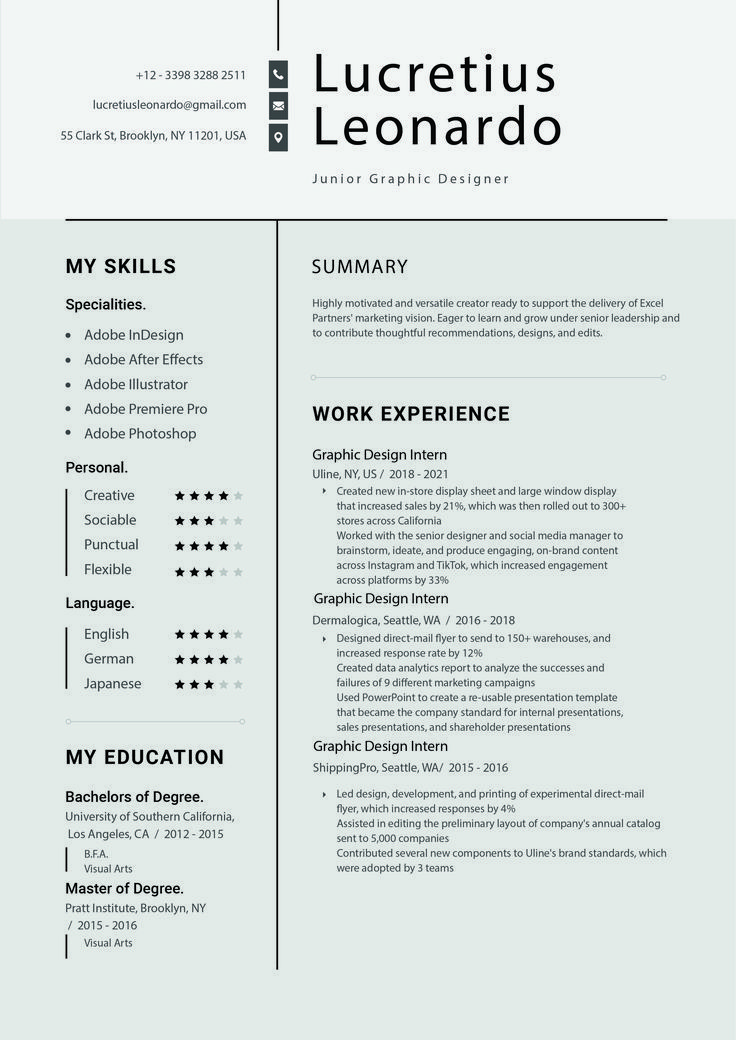 +12 - 3398 3288 2511
lucretiusleonardo@gmail.com
55 Clark St, Brooklyn, NY 11201, USA
Lucretius
Leonardo
Junior Graphic Designer
MY SKILLS
Specialities.
• Adobe InDesign
• Adobe After Effects
• Adobe Illustrator
• Adobe Premiere Pro
• Adobe Photoshop
Personal.
Creative
Sociable
Punctual
Flexible
Language.
English
German
Japanese
MY EDUCATION
Bachelors of Degree.
University of Southern California,
Los Angeles, CA / 2012 - 2015
B.F.A.
Visual Arts
Master of Degree.
Pratt Institute, Brooklyn, NY
/ 2015 - 2016
Visual Arts
SUMMARY
Highly motivated and versatile creator ready to support the delivery of Excel
Partners' marketing vision. Eager to learn and grow under senior leadership and
to contribute thoughtful recommendations, designs, and edits.
WORK EXPERIENCE
Graphic Design Intern
Uline, NY, US / 2018 - 2021
Created new in-store display sheet and large window display
that increased sales by 21%, which was then rolled out to 300+
stores across California
Worked with the senior designer and social media manager to
brainstorm, ideate, and produce engaging, on-brand content
across Instagram and TikTok, which increased engagement
across platforms by 33%
Graphic Design Intern
Dermalogica, Seattle, WA / 2016 - 2018
Designed direct-mail flyer to send to 150+ warehouses, and
increased response rate by 12%
Created data analytics report to analyze the successes and
failures of 9 different marketing campaigns
Used PowerPoint to create a re-usable presentation template
that became the company standard for internal presentations,
sales presentations, and shareholder presentations
Graphic Design Intern
ShippingPro, Seattle, WA/ 2015 - 2016
Led design, development, and printing of experimental direct-mail
flyer, which increased responses by 4%
Assisted in editing the preliminary layout of company's annual catalog
sent to 5,000 companies
Contributed several new components to Uline's brand standards, which
were adopted by 3 teams